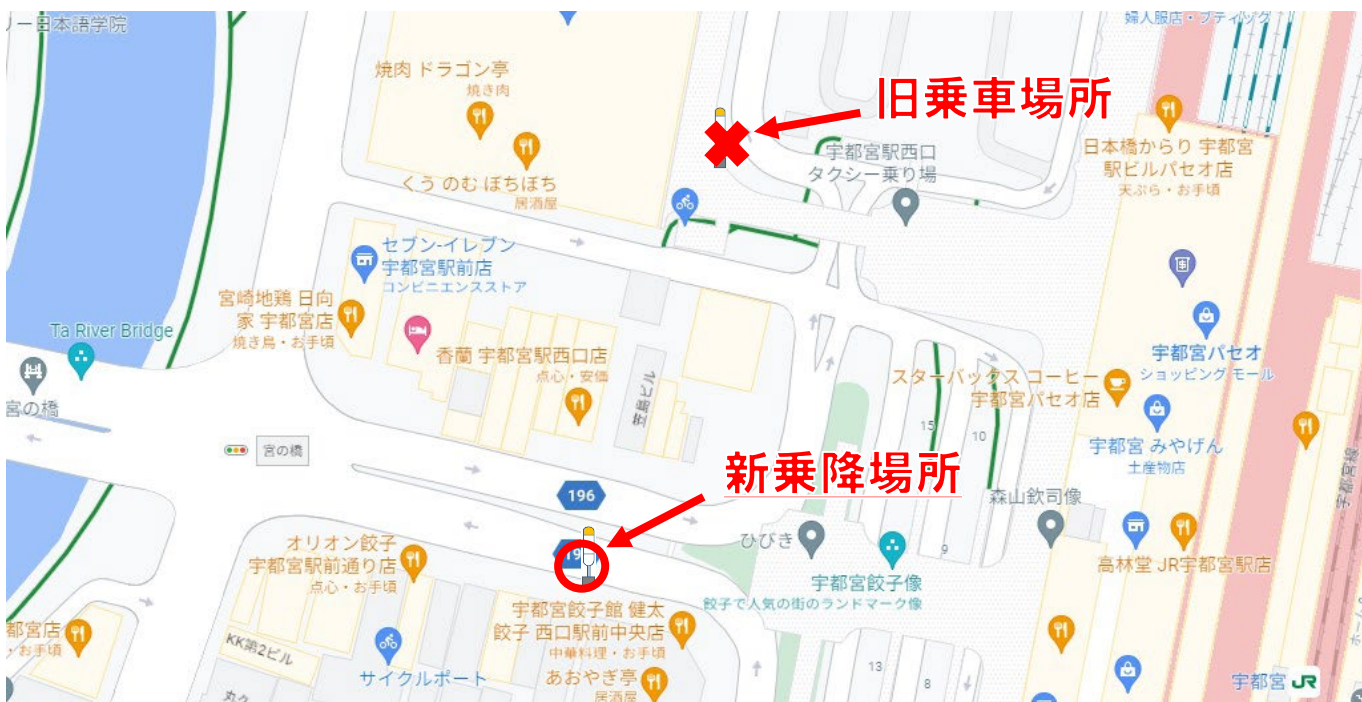 リー日本語学院
婦人服店・ブティック
焼肉 ドラゴン亭
焼き肉
旧乗車場所
くう のむ ぼちぼち
居酒屋
宇都宮駅西口
タクシー乗り場
日本橋からり 宇都宮
駅ビルパセオ店
天ぷら・お手頃
セブン-イレブン
宇都宮駅前店
コンビニエンスストア
宮崎地鶏 日向
家 宇都宮店
焼き鳥・お手頃
Ta River Bridge
宮の橋
香蘭 宇都宮駅西口店
点心・安価
笠島ビル
宇都宮パセオ
ショッピング モール
スターバックス コーヒー
宇都宮パセオ店
15
10
宮の橋
宇都宮 みやげん
土産物店
宇都宮線
新乗降場所
196
森山欽司像
ひびき
9
オリオン餃子
宇都宮駅前通り店
点心・お手頃
宇都宮餃子像
餃子で人気の街のランドマーク像
高林堂 JR宇都宮駅店
宇都宮餃子館 健太
餃子 西口駅前中央店
中華料理・お手頃
都宮店
・お手頃
KK第2ビル
サイクルポート
あおやぎ亭
居酒屋
13
8
宇都宮 JR